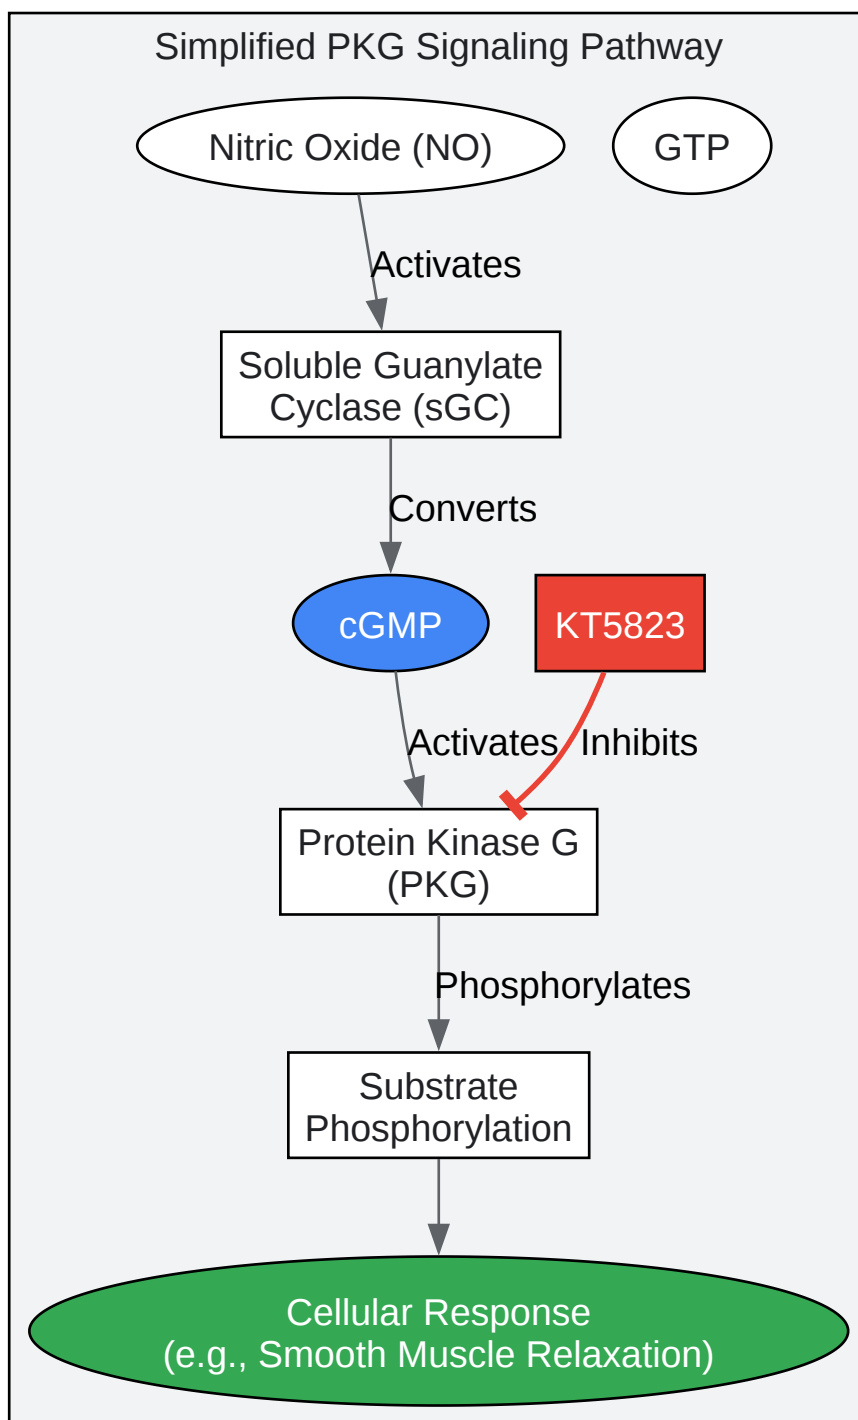 Simplified PKG Signaling Pathway
Nitric Oxide (NO)
GTP
Activates
Soluble Guanylate
Cyclase (sGC)
Converts
cGMP
KT5823
Activates
Inhibits
Protein Kinase G
(PKG)
Phosphorylates
Substrate
Phosphorylation
Cellular Response
(e.g., Smooth Muscle Relaxation)